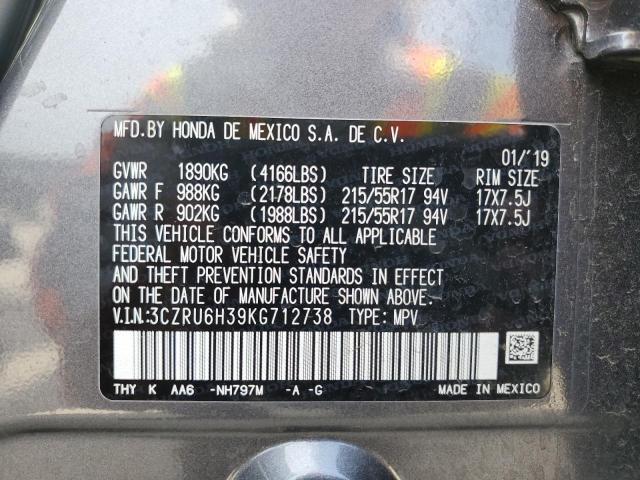 MFD.BY HONDA DE MEXICO S.A. DE C.V.
01/'19
GVWR 1890KG (4166LBS) TIRE SIZE RIM SIZE
GAWR F 988KG (2178LBS) 215/55R17 94V 17X7.5J
GAWR R 902KG (1988LBS) 215/55R17 94V 17X7.5J
THIS VEHICLE CONFORMS TO ALL APPLICABLE
FEDERAL MOTOR VEHICLE SAFETY
AND THEFT PREVENTION STANDARDS IN EFFECT
ON THE DATE OF MANUFACTURE SHOWN ABOVE.
V.I.N:3CZRU6H39KG712738 TYPE: MPV
THY K AA6 -NH797M -A -G MADE IN MEXICO